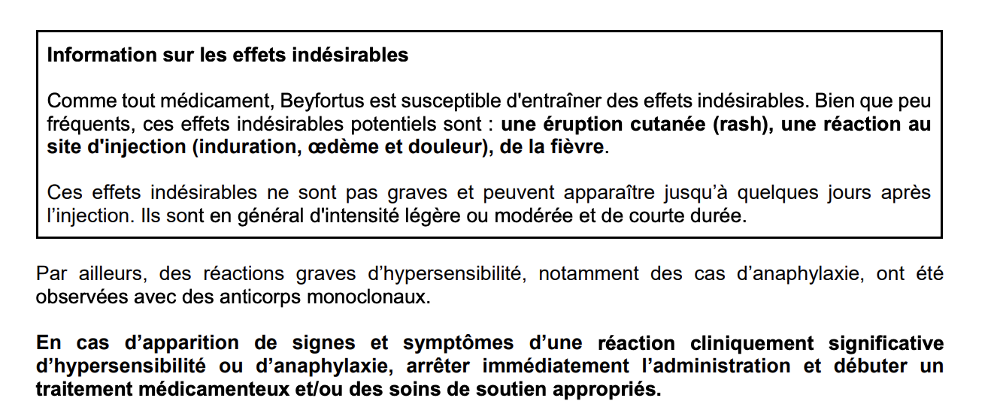 Information sur les effets indésirables
Comme tout médicament, Beyfortus est susceptible d'entraîner des effets indésirables. Bien que peu
fréquents, ces effets indésirables potentiels sont : une éruption cutanée (rash), une réaction au
site d'injection (induration, œdème et douleur), de la fièvre.
Ces effets indésirables ne sont pas graves et peuvent apparaître jusqu’à quelques jours après
l’injection. Ils sont en général d'intensité légère ou modérée et de courte durée.
Par ailleurs, des réactions graves d’hypersensibilité, notamment des cas d’anaphylaxie, ont été
observées avec des anticorps monoclonaux.
En cas d’apparition de signes et symptômes d’une réaction cliniquement significative
d’hypersensibilité ou d’anaphylaxie, arrêter immédiatement l’administration et débuter un
traitement médicamenteux et/ou des soins de soutien appropriés.